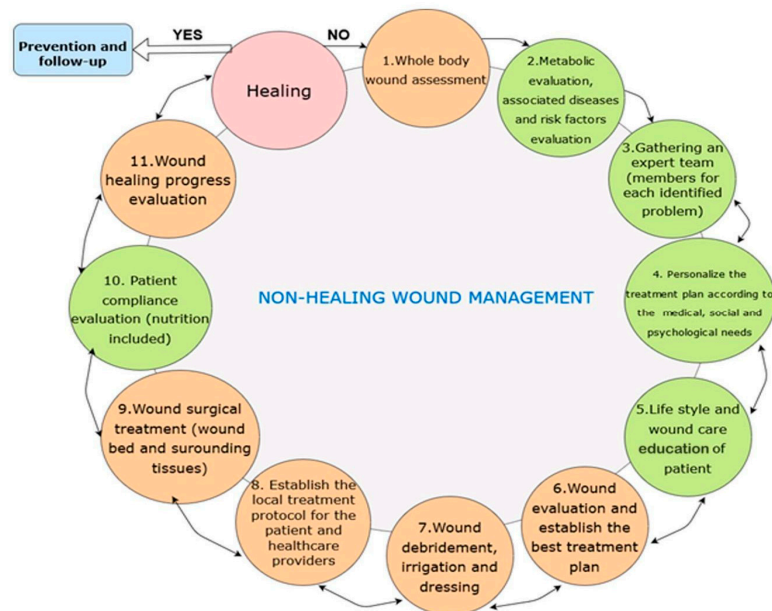 YES
NO
Prevention and
follow-up
Healing
1.Whole body
wound assessment
2.Metabolic
evaluation,
associated diseases
and risk factors
evaluation
3.Gathering an
expert team
(members for
each identified
problem)
4. Personalize the
treatment plan according to
the medical, social and
psychological needs
5.Life style and
wound care
education of
patient
6.Wound
evaluation and
establish the
best treatment
plan
7.Wound
debridement,
irrigation and
dressing
8. Establish the
local treatment
protocol for the
patient and
healthcare
providers
9.Wound surgical
treatment (wound
bed and surounding
tissues)
10. Patient
compliance
evaluation (nutrition
included)
11.Wound
healing progress
evaluation
NON-HEALING WOUND MANAGEMENT